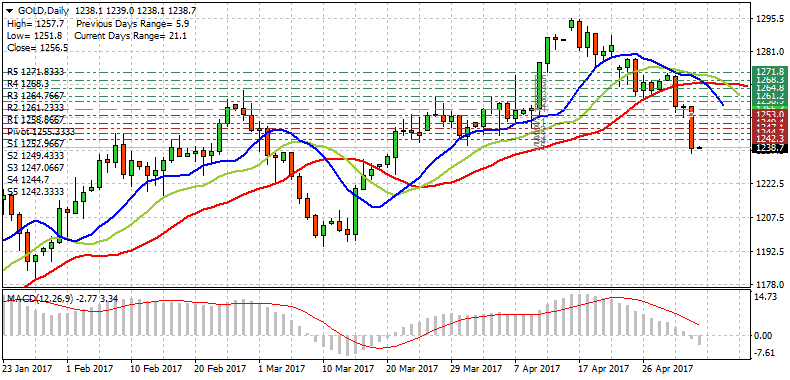 GOLD,Daily 1238.1 1239.0 1238.1 1238.7
High= 1257.7 Previous Days Range= 5.9
Low= 1251.8 Current Days Range= 21.1
Close= 1256.5
R5 1271.8333
R4 1268.3
R3 1264.7667
R2 1261.2333
R1 1258.8667
Pivot 1255.3333
S1 1252.9667
S2 1249.4333
S3 1247.0667
S4 1244.7
S5 1242.3333
1295.5
1281.0
1271.8
1268.3
1264.8
1261.2
1253.0
1244.7
1242.3
1238.7
1222.5
1207.5
1192.5
1178.0
MACD(12,26,9) -2.77 3.34
14.73
0.00
-7.61
23 Jan 2017 1 Feb 2017 10 Feb 2017 20 Feb 2017 1 Mar 2017 10 Mar 2017 20 Mar 2017 29 Mar 2017 7 Apr 2017 17 Apr 2017 26 Apr 2017